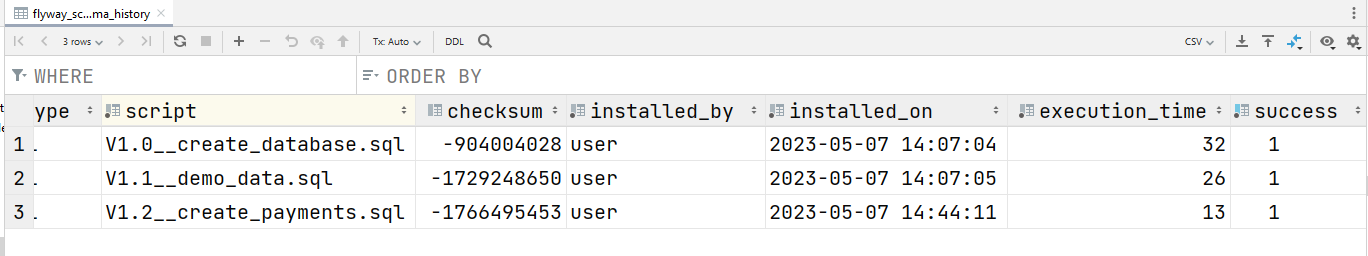 flyway_sc...ma_history
3 rows Tx: Auto DDL CSV
WHERE ORDER BY
ype script checksum installed_by installed_on execution_time success
1 V1.0__create_database.sql -904004028 user 2023-05-07 14:07:04 32 1
2 V1.1__demo_data.sql -1729248650 user 2023-05-07 14:07:05 26 1
3 V1.2__create_payments.sql -1766495453 user 2023-05-07 14:44:11 13 1